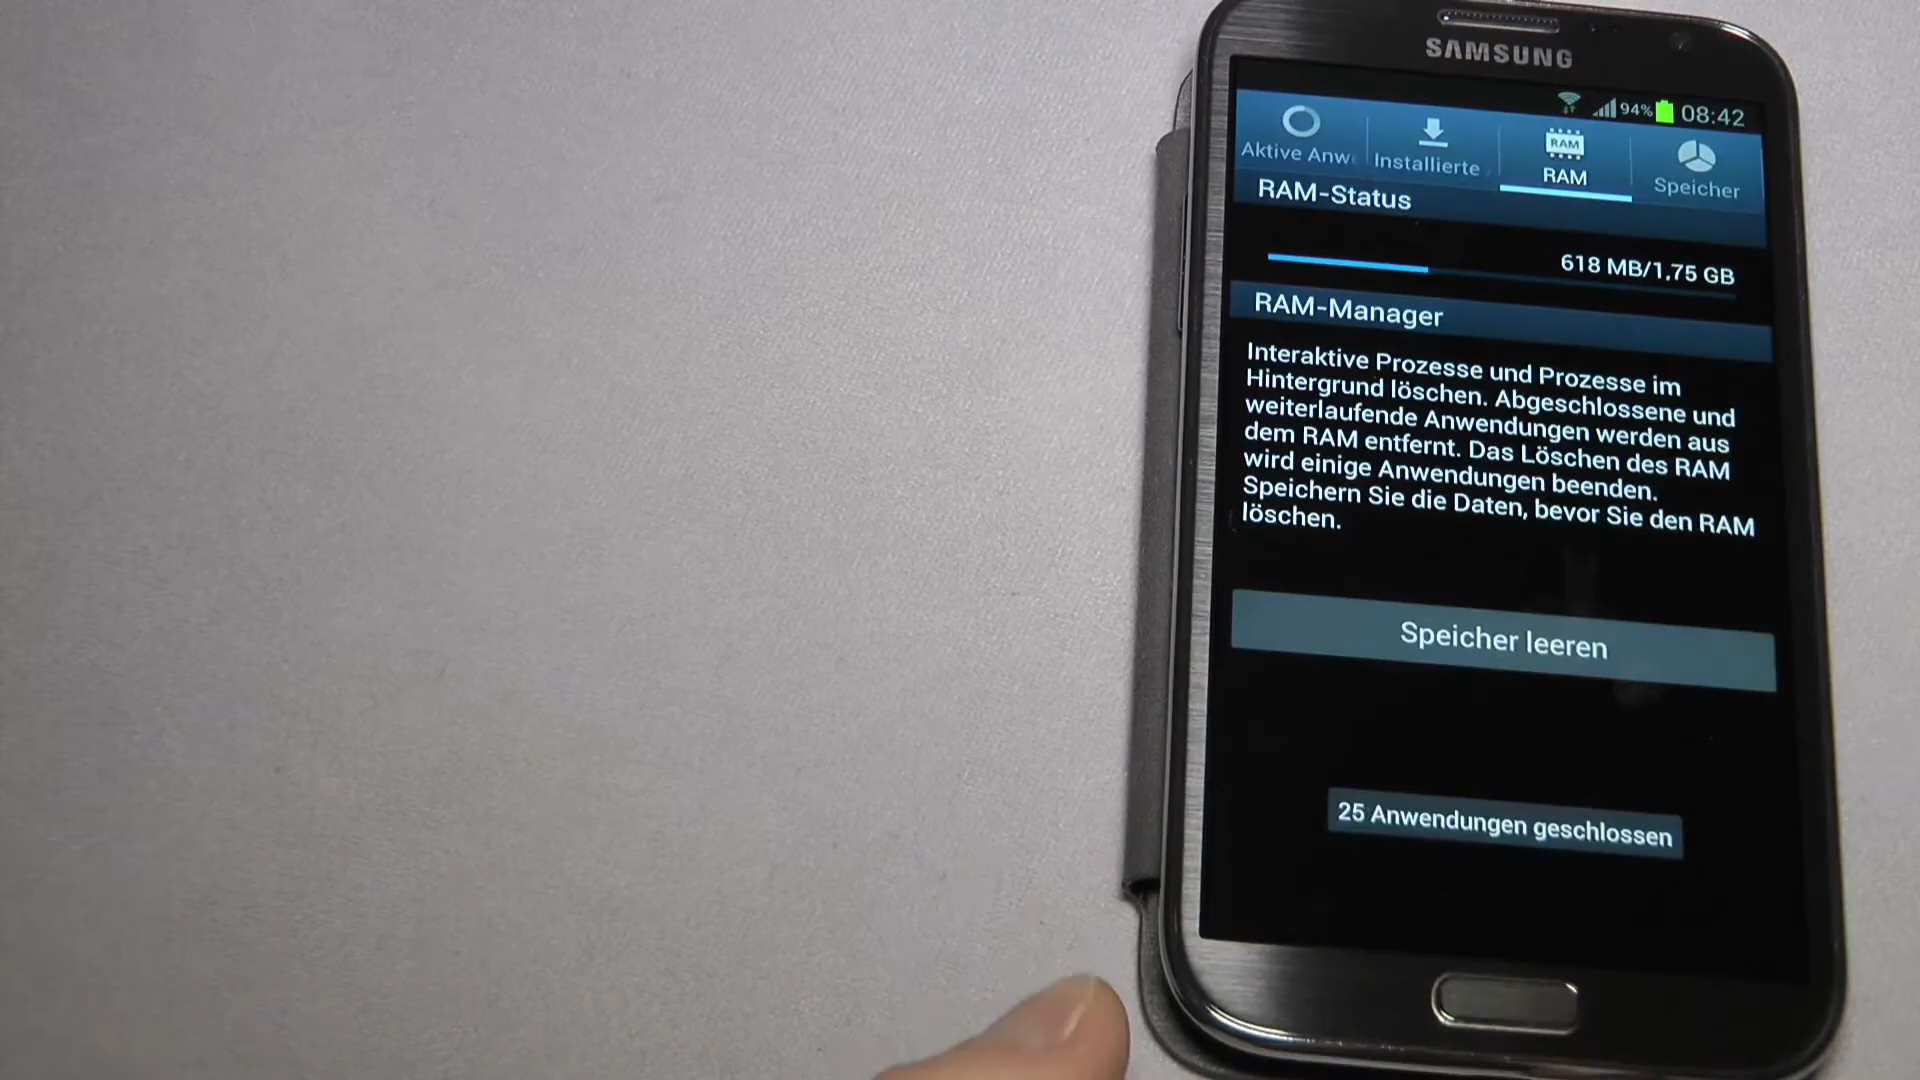 SAMSUNG
94% 08:42
Aktive Anw
Installierte
RAM
RAM
Speicher
RAM-Status
618 MB/1,75 GB
RAM-Manager
Interaktive Prozesse und Prozesse im
Hintergrund löschen. Abgeschlossene und
weiterlaufende Anwendungen werden aus
dem RAM entfernt. Das Löschen des RAM
wird einige Anwendungen beenden.
Speichern Sie die Daten, bevor Sie den RAM
löschen.
Speicher leeren
25 Anwendungen geschlossen